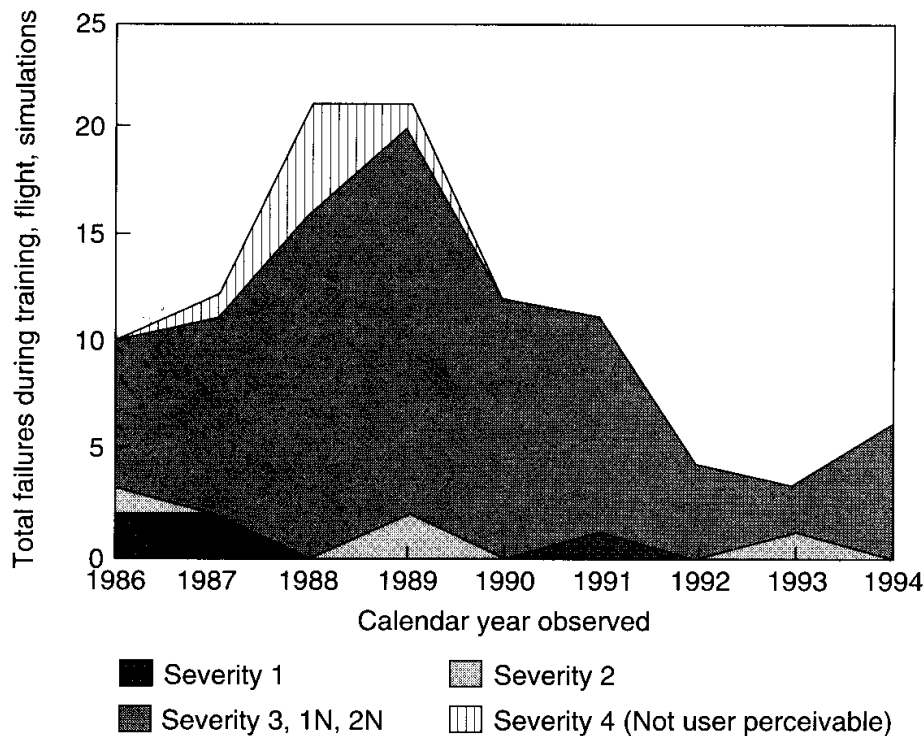 Total failures during training, flight, simulations
25
20
15
10
5
0
1986 1987 1988 1989 1990 1991 1992 1993 1994
Calendar year observed
Severity 1
Severity 2
Severity 3, 1N, 2N
Severity 4 (Not user perceivable)